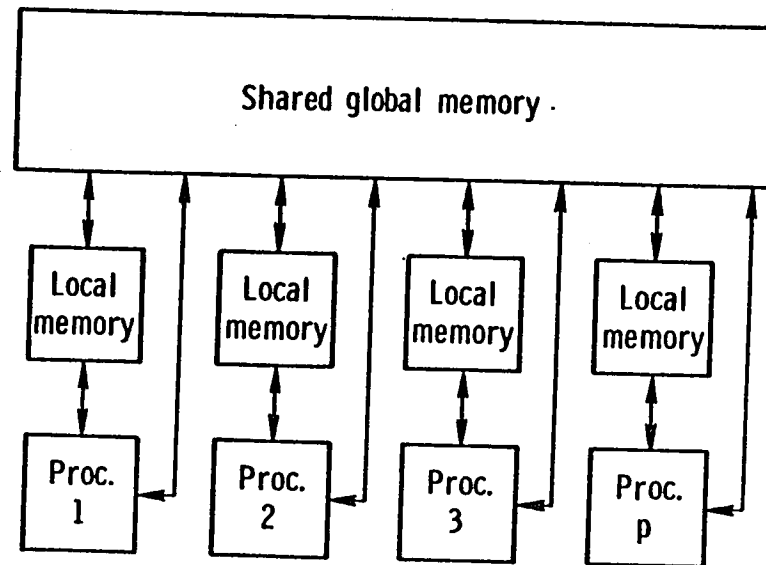 Shared global memory
Local
memory
Local
memory
Local
memory
Local
memory
Proc.
1
Proc.
2
Proc.
3
Proc.
p